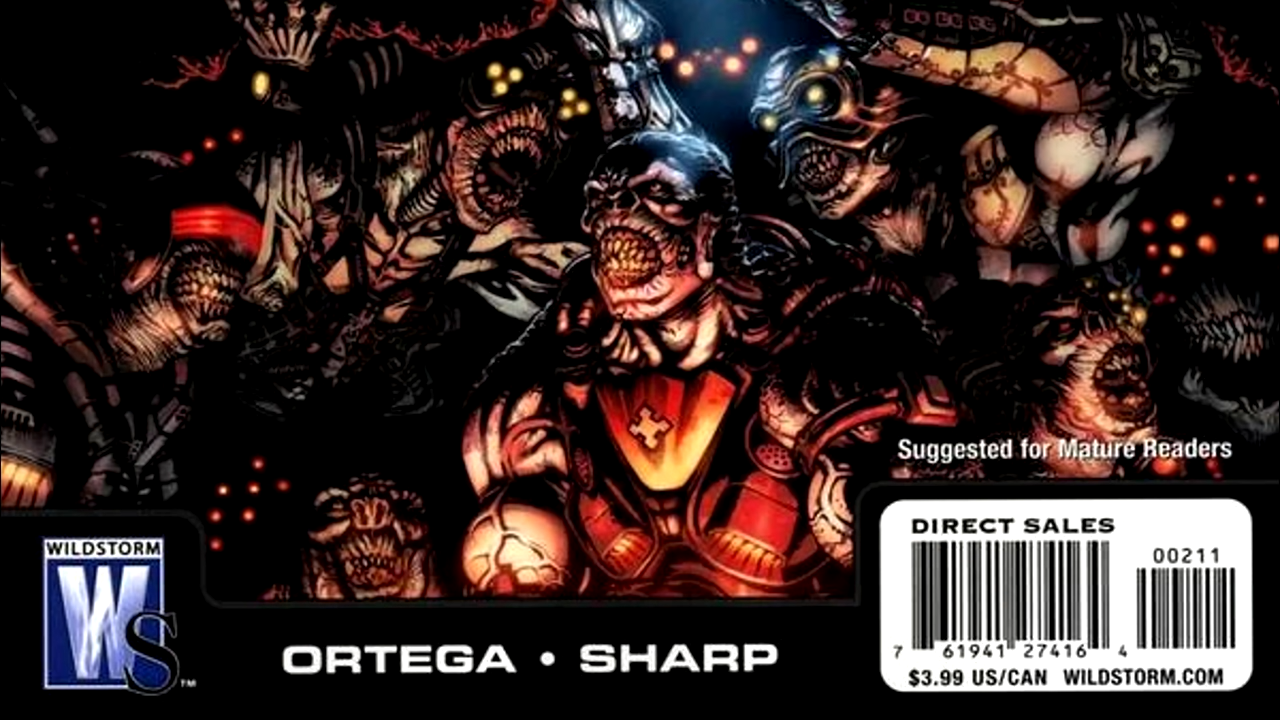 Suggested for Mature Readers
WILDSTORM
WS
™
ORTEGA • SHARP
DIRECT SALES
00211
7 61941 27416 4
$3.99 US/CAN WILDSTORM.COM